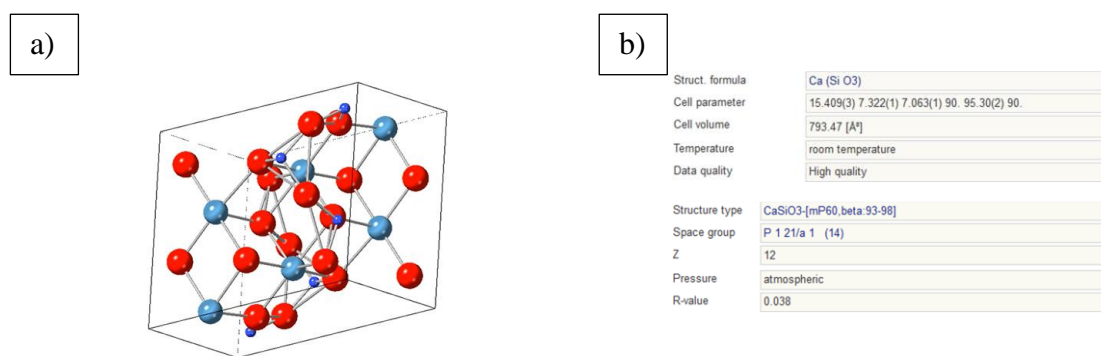 a)
b)
Struct. formula Ca (Si O3)
Cell parameter 15.409(3) 7.322(1) 7.063(1) 90. 95.30(2) 90.
Cell volume 793.47 [Å³]
Temperature room temperature
Data quality High quality
Structure type CaSiO3-[mP60,beta:93-98]
Space group P 1 21/a 1 (14)
Z 12
Pressure atmospheric
R-value 0.038